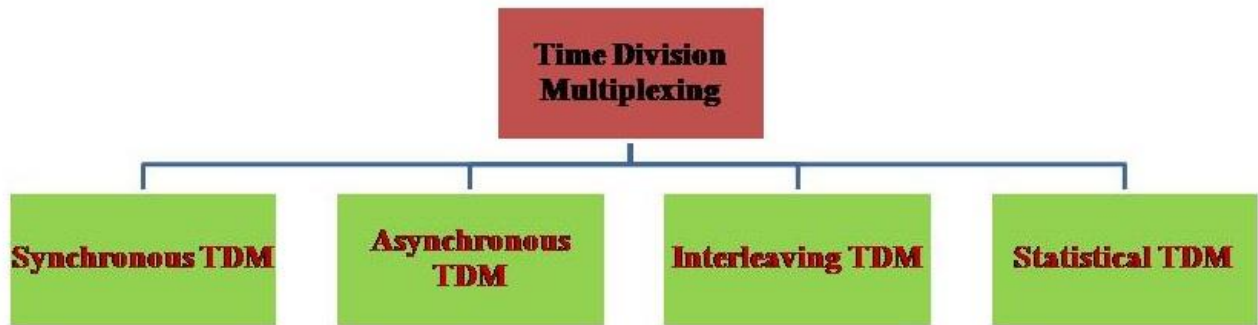 Time Division
Multiplexing
Synchronous TDM
Asynchronous
TDM
Interleaving TDM
Statistical TDM